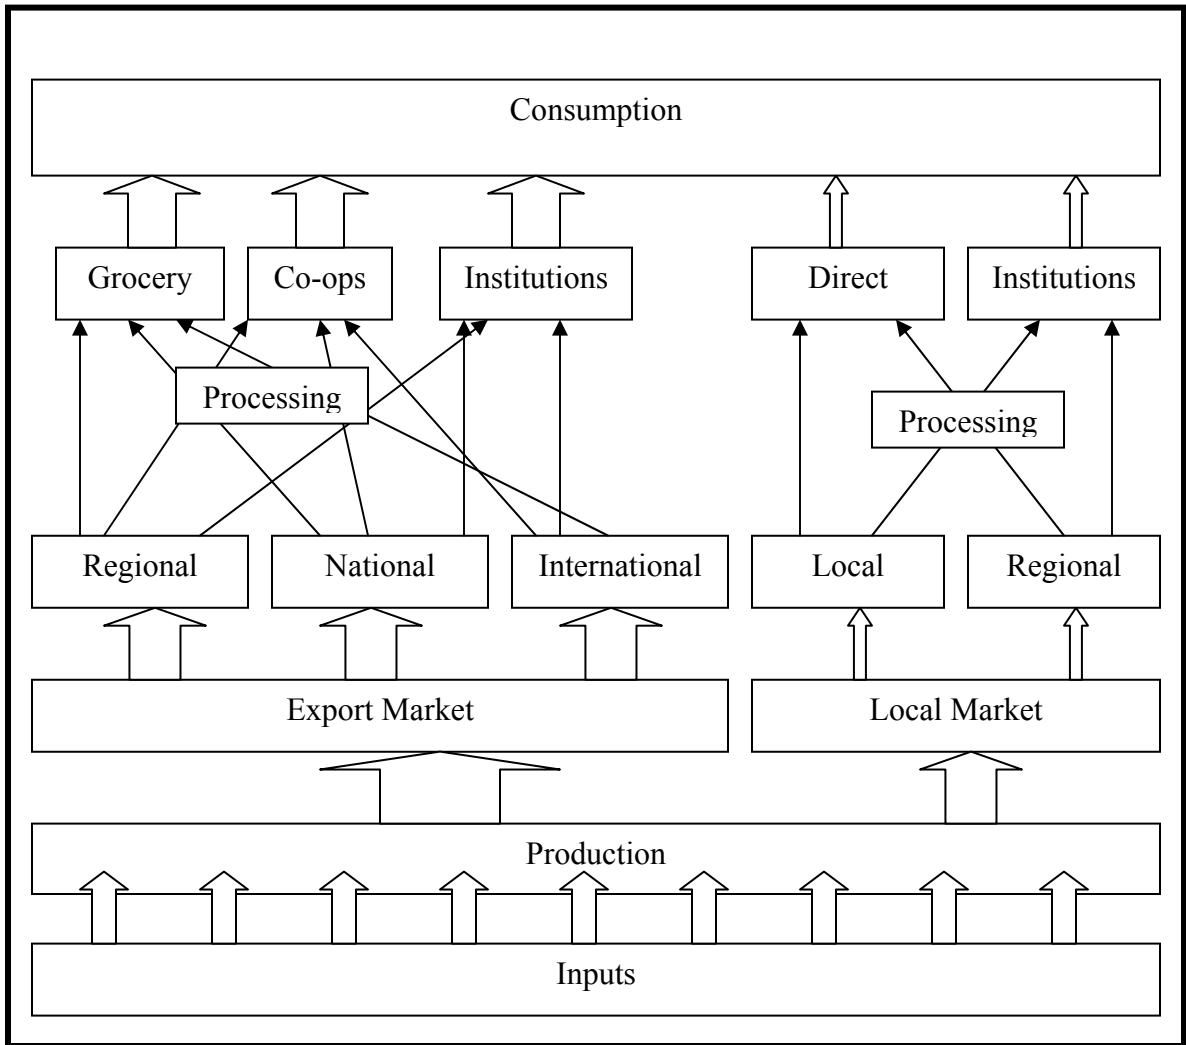 Consumption
Grocery
Co-ops
Institutions
Direct
Institutions
Processing
Processing
Regional
National
International
Local
Regional
Export Market
Local Market
Production
Inputs